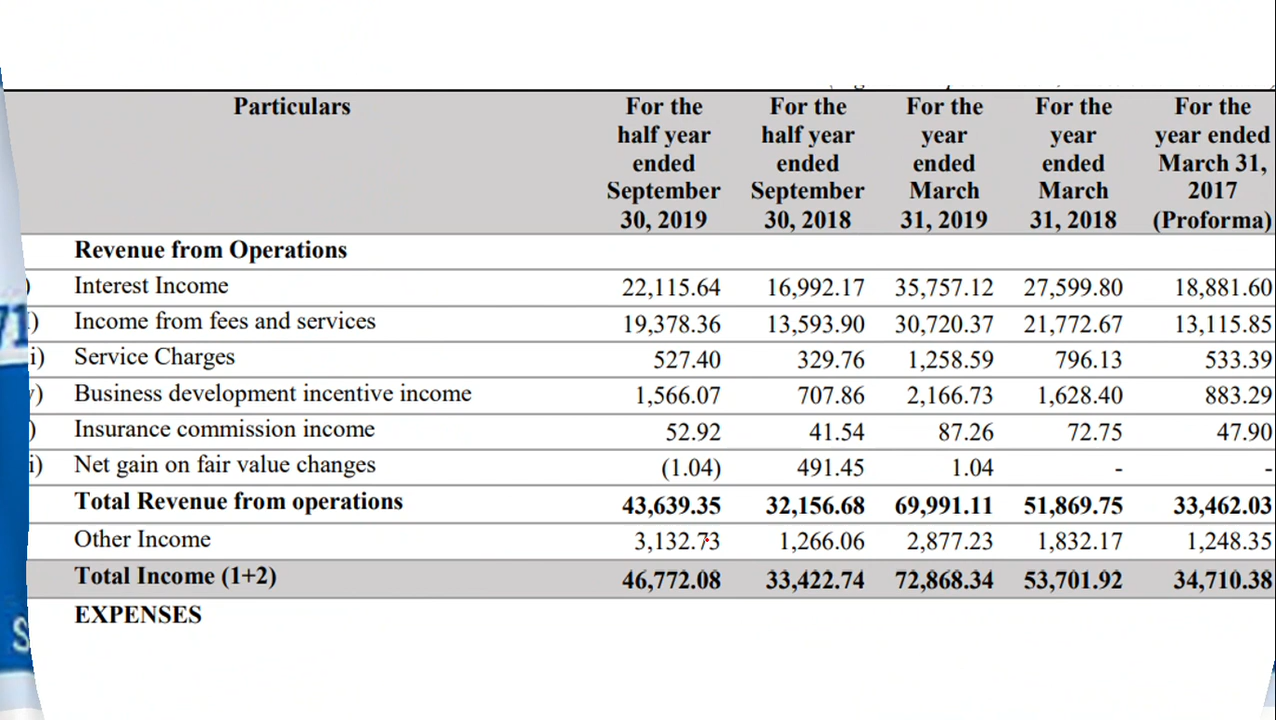 Particulars For the half year ended September 30, 2019 For the half year ended September 30, 2018 For the year ended March 31, 2019 For the year ended March 31, 2018 For the year ended March 31, 2017 (Proforma)
Revenue from Operations
) Interest Income 22,115.64 16,992.17 35,757.12 27,599.80 18,881.60
) Income from fees and services 19,378.36 13,593.90 30,720.37 21,772.67 13,115.85
i) Service Charges 527.40 329.76 1,258.59 796.13 533.39
) Business development incentive income 1,566.07 707.86 2,166.73 1,628.40 883.29
) Insurance commission income 52.92 41.54 87.26 72.75 47.90
i) Net gain on fair value changes (1.04) 491.45 1.04 - -
Total Revenue from operations 43,639.35 32,156.68 69,991.11 51,869.75 33,462.03
Other Income 3,132.73 1,266.06 2,877.23 1,832.17 1,248.35
Total Income (1+2) 46,772.08 33,422.74 72,868.34 53,701.92 34,710.38
EXPENSES